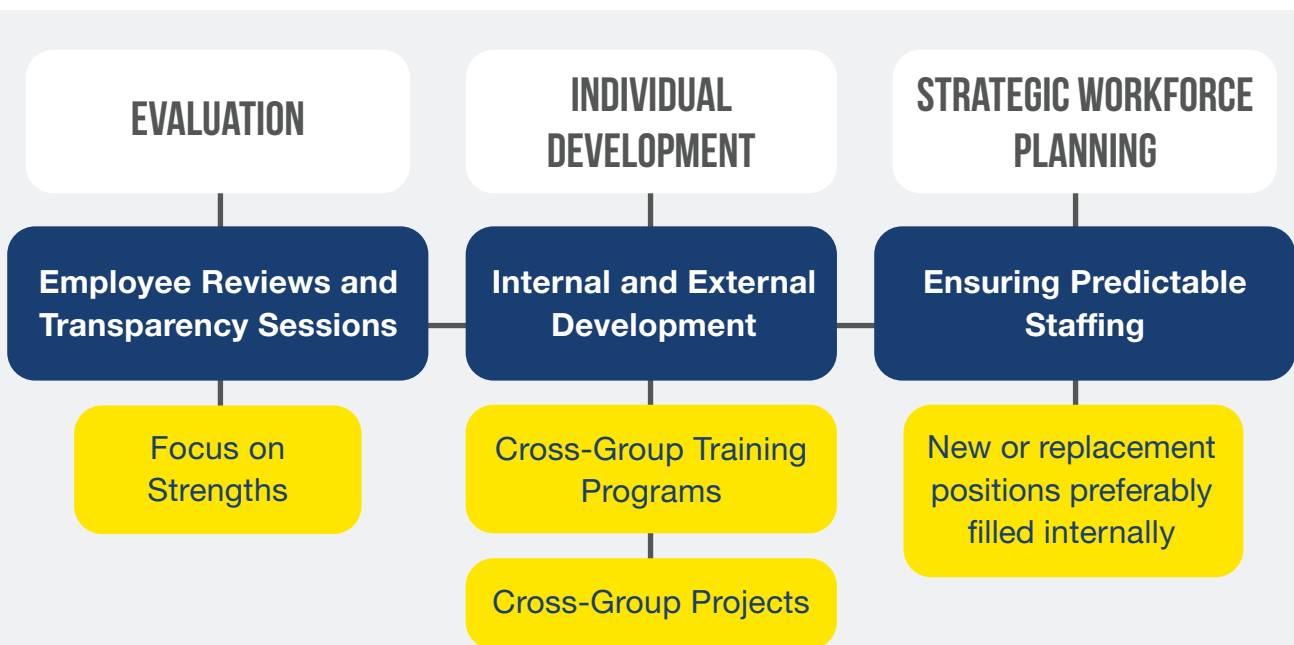 EVALUATION
INDIVIDUAL
DEVELOPMENT
STRATEGIC WORKFORCE
PLANNING
Employee Reviews and
Transparency Sessions
Internal and External
Development
Ensuring Predictable
Staffing
Focus on
Strengths
Cross-Group Training
Programs
New or replacement
positions preferably
filled internally
Cross-Group Projects